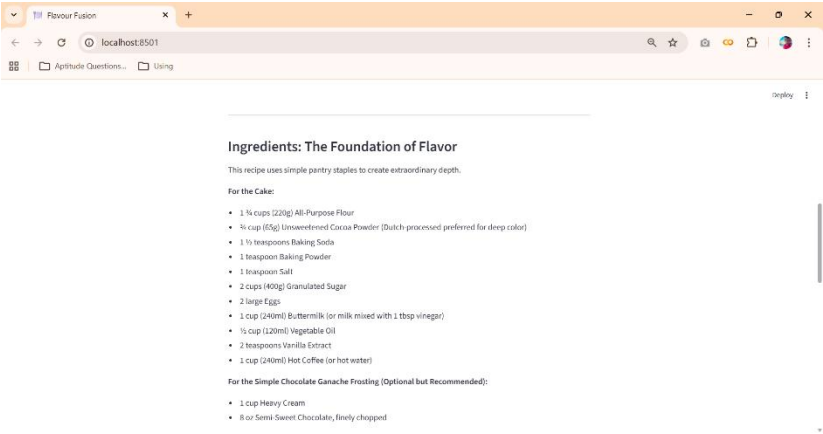 Flavour Fusion
localhost:8501
Aptitude Questions...
Using
Deploy
Ingredients: The Foundation of Flavor
This recipe uses simple pantry staples to create extraordinary depth.
For the Cake:
• 1 ¾ cups (220g) All-Purpose Flour
• ¾ cup (65g) Unsweetened Cocoa Powder (Dutch-processed preferred for deep color)
• 1 ½ teaspoons Baking Soda
• 1 teaspoon Baking Powder
• 1 teaspoon Salt
• 2 cups (400g) Granulated Sugar
• 2 large Eggs
• 1 cup (240ml) Buttermilk (or milk mixed with 1 tbsp vinegar)
• ½ cup (120ml) Vegetable Oil
• 2 teaspoons Vanilla Extract
• 1 cup (240ml) Hot Coffee (or hot water)
For the Simple Chocolate Ganache Frosting (Optional but Recommended):
• 1 cup Heavy Cream
• 8 oz Semi-Sweet Chocolate, finely chopped